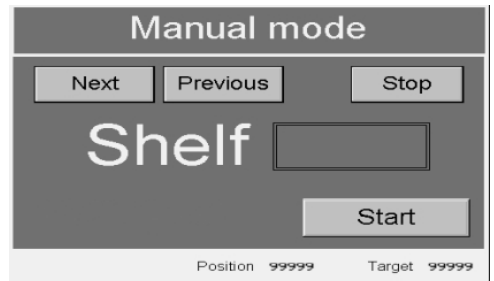 Manual mode
Next Previous Stop
Shelf
Start
Position 99999 Target 99999